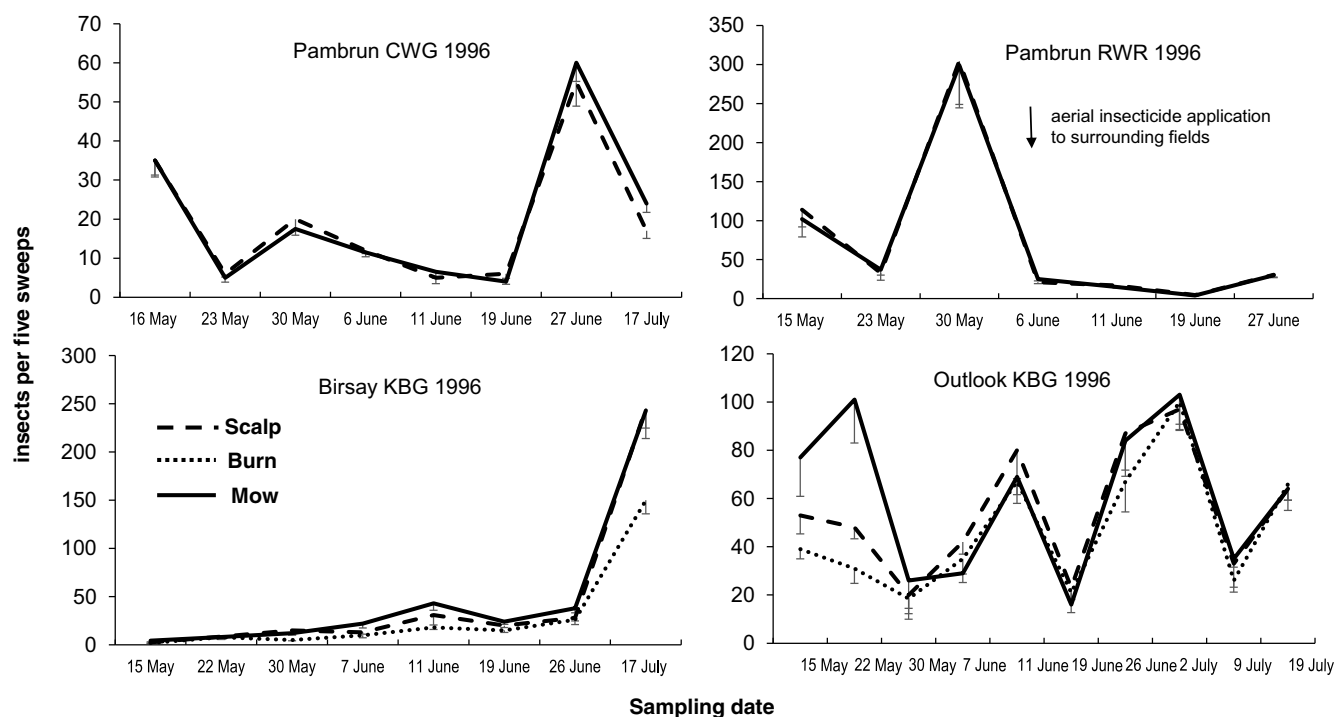 insects per five sweeps
Pambrun CWG 1996
70
60
50
40
30
20
10
0
16 May 23 May 30 May 6 June 11 June 19 June 27 June 17 July
Pambrun RWR 1996
aerial insecticide application
to surrounding fields
350
300
250
200
150
100
50
0
15 May 23 May 30 May 6 June 11 June 19 June 27 June
Birsay KBG 1996
Scalp
Burn
Mow
300
250
200
150
100
50
0
15 May 22 May 30 May 7 June 11 June 19 June 26 June 17 July
Outlook KBG 1996
120
100
80
60
40
20
0
15 May 22 May 30 May 7 June 11 June 19 June 26 June 2 July 9 July 19 July
Sampling date